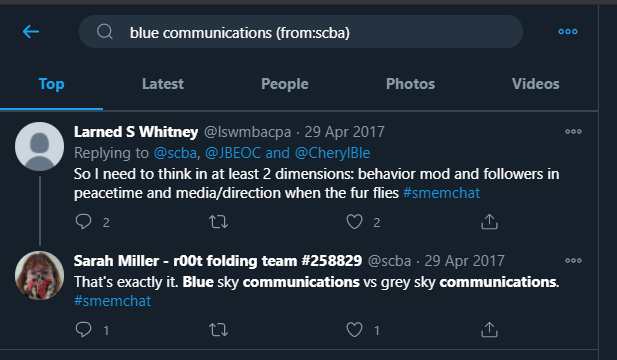 blue communications (from:scba)
Top Latest People Photos Videos
Larned S Whitney @lswmbacpa · 29 Apr 2017
Replying to @scba, @JBEOC and @CherylBle
So I need to think in at least 2 dimensions: behavior mod and followers in
peacetime and media/direction when the fur flies #smemchat
2 2
Sarah Miller - r00t folding team #258829 @scba · 29 Apr 2017
That's exactly it. Blue sky communications vs grey sky communications.
#smemchat
1 1